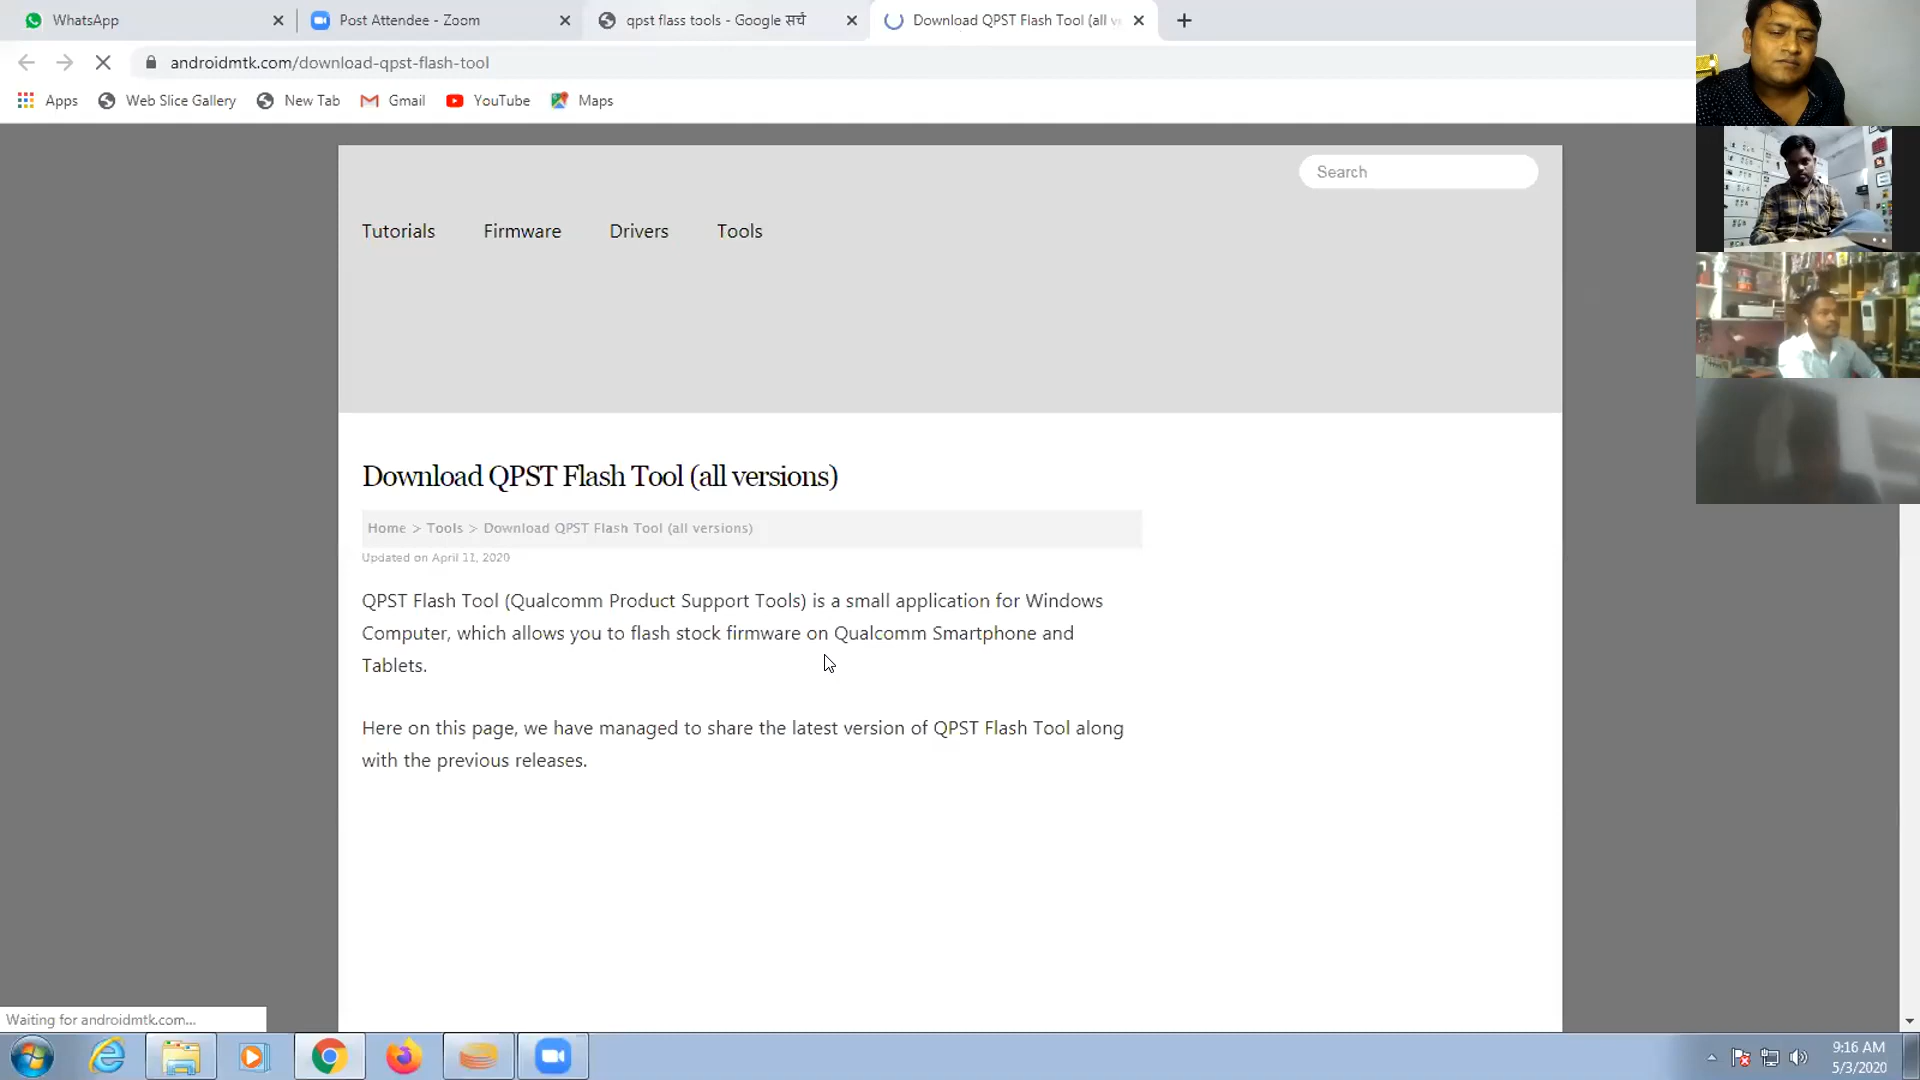 WhatsApp
Post Attendee - Zoom
qpst flass tools - Google सर्च
Download QPST Flash Tool (all v
androidmtk.com/download-qpst-flash-tool
Apps
Web Slice Gallery
New Tab
Gmail
YouTube
Maps
Search
Tutorials
Firmware
Drivers
Tools
Download QPST Flash Tool (all versions)
Home > Tools > Download QPST Flash Tool (all versions)
Updated on April 11, 2020
QPST Flash Tool (Qualcomm Product Support Tools) is a small application for Windows
Computer, which allows you to flash stock firmware on Qualcomm Smartphone and
Tablets.
Here on this page, we have managed to share the latest version of QPST Flash Tool along
with the previous releases.
Waiting for androidmtk.com...
9:16 AM
5/3/2020